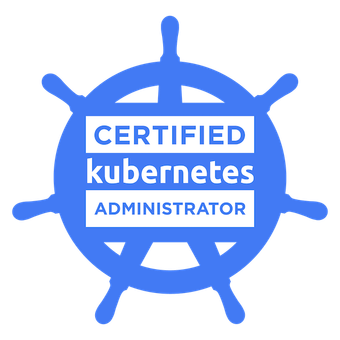 CERTIFIED
kubernetes
ADMINISTRATOR